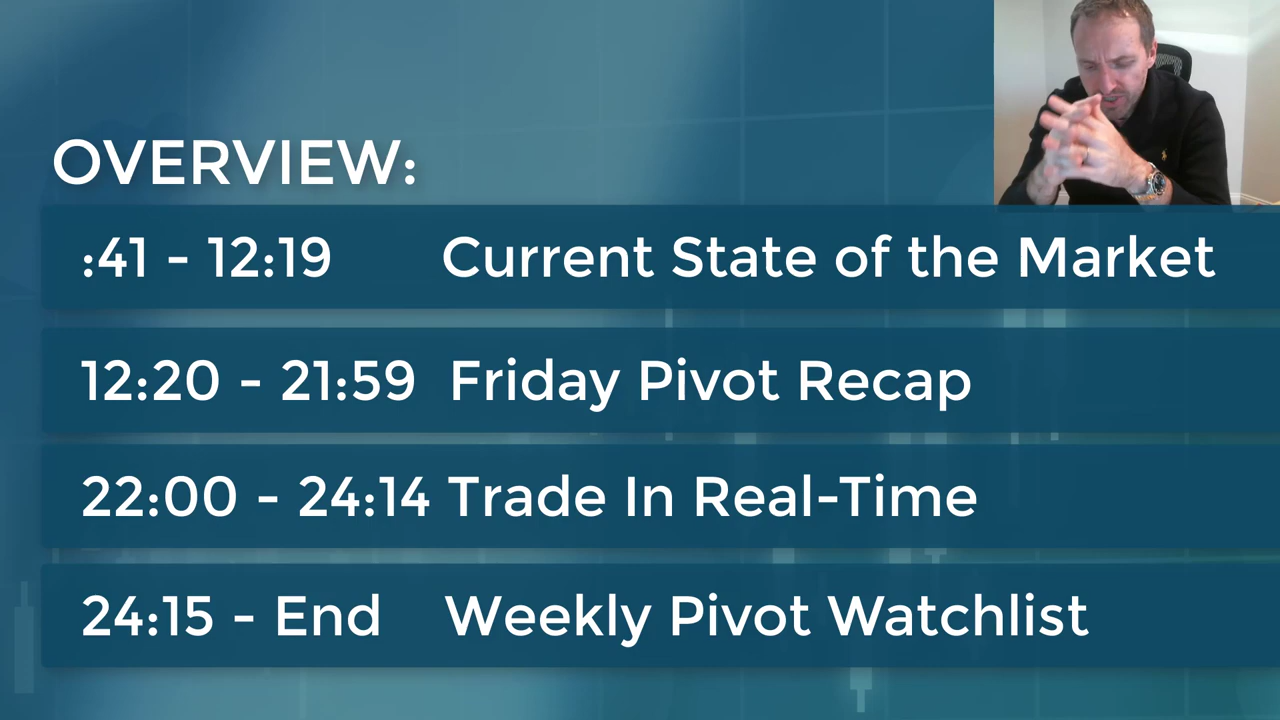 OVERVIEW:
:41 - 12:19 Current State of the Market
12:20 - 21:59 Friday Pivot Recap
22:00 - 24:14 Trade In Real-Time
24:15 - End Weekly Pivot Watchlist